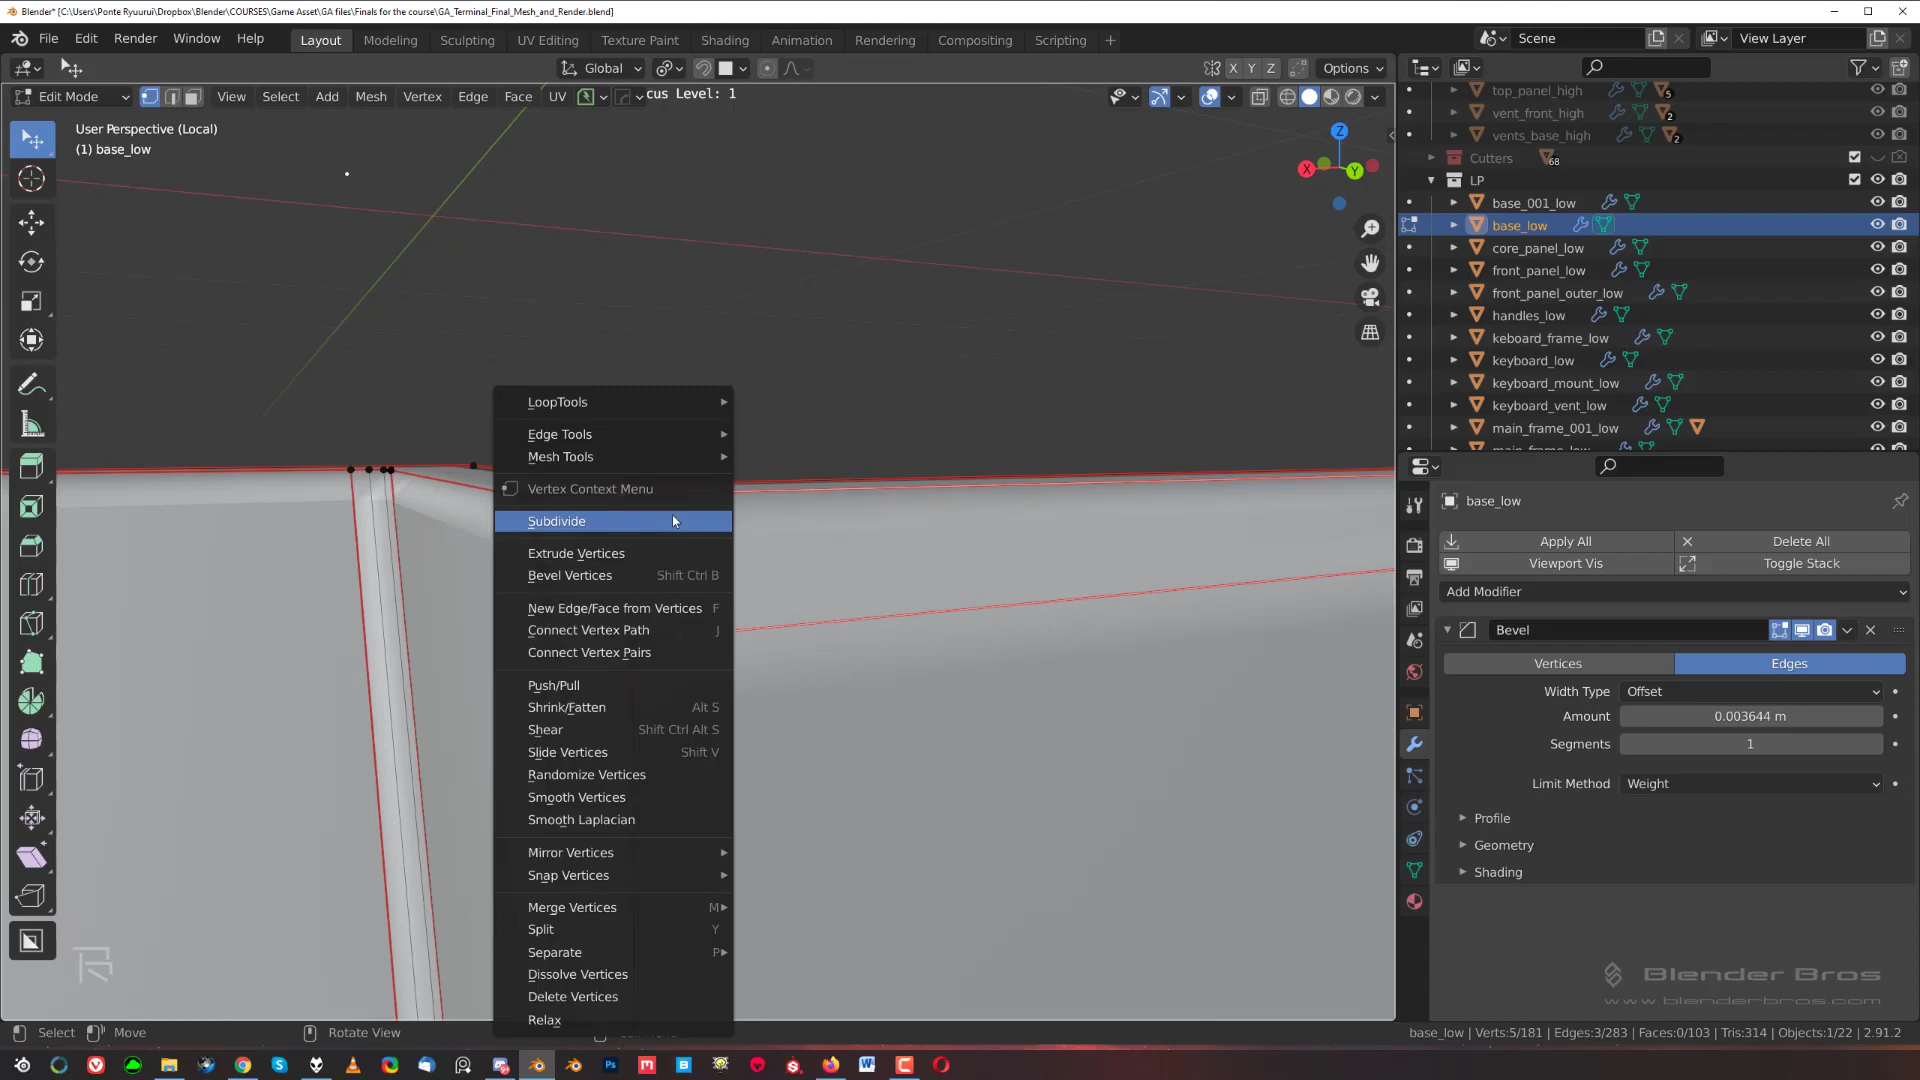 Blender* [C:\Users\Ponte Ryuurui\Dropbox\Blender\COURSES\Game Asset\GA files\Finals for the course\GA_Terminal_Final_Mesh_and_Render.blend]
File Edit Render Window Help Layout Modeling Sculpting UV Editing Texture Paint Shading Animation Rendering Compositing Scripting + Scene View Layer
Global X Y Z Options
Edit Mode View Select Add Mesh Vertex Edge Face UV cus Level: 1
User Perspective (Local)
(1) base_low
Z
X
Y
top_panel_high 5
vent_front_high 2
vents_base_high 2
Cutters 68
LP
base_001_low
base_low
core_panel_low
front_panel_low
front_panel_outer_low
handles_low
keboard_frame_low
keyboard_low
keyboard_mount_low
keyboard_vent_low
main_frame_001_low
LoopTools
Edge Tools
Mesh Tools
Vertex Context Menu
Subdivide
Extrude Vertices
Bevel Vertices Shift Ctrl B
New Edge/Face from Vertices F
Connect Vertex Path J
Connect Vertex Pairs
Push/Pull
Shrink/Fatten Alt S
Shear Shift Ctrl Alt S
Slide Vertices Shift V
Randomize Vertices
Smooth Vertices
Smooth Laplacian
Mirror Vertices
Snap Vertices
Merge Vertices M
Split Y
Separate P
Dissolve Vertices
Delete Vertices
Relax
base_low
Apply All Delete All
Viewport Vis Toggle Stack
Add Modifier
Bevel
Vertices Edges
Width Type Offset
Amount 0.003644 m
Segments 1
Limit Method Weight
Profile
Geometry
Shading
Blender Bros
www.blenderbros.com
Select Move Rotate View
base_low | Verts:5/181 | Edges:3/283 | Faces:0/103 | Tris:314 | Objects:1/22 | 2.91.2